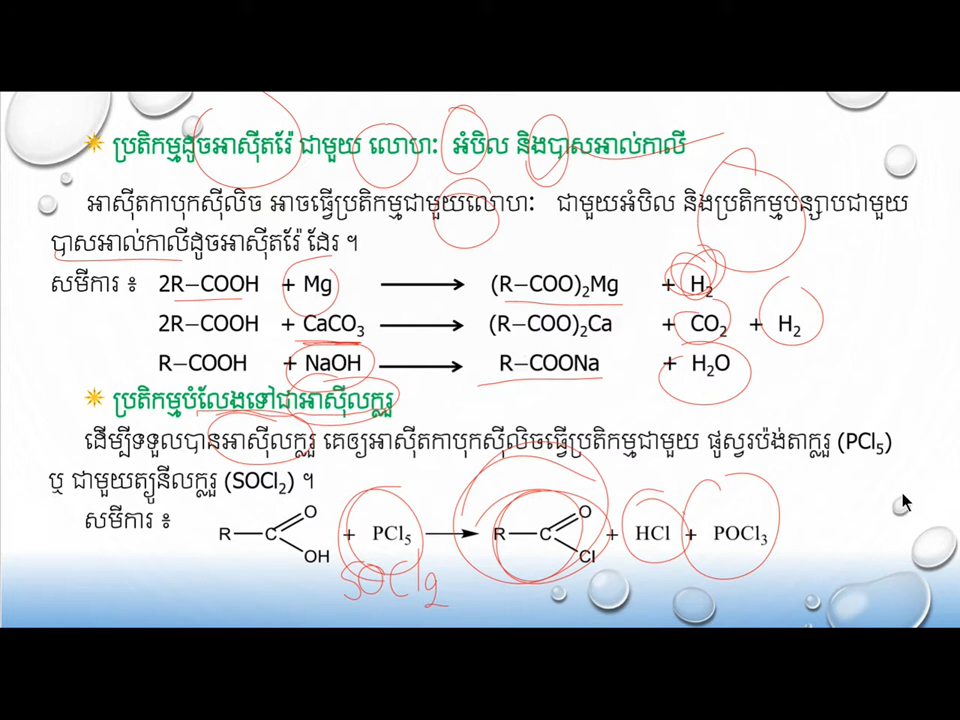 ប្រតិកម្មដូចអាស៊ីតរ៉ែ ជាមួយ លោហៈ អំបិល និងបាសអាល់កាលី
អាស៊ីតកាបុកស៊ីលិច អាចធ្វើប្រតិកម្មជាមួយលោហៈ ជាមួយអំបិល និងប្រតិកម្មបន្សាបជាមួយ
បាសអាល់កាលីដូចអាស៊ីតរ៉ែ ដែរ ។
សមីការ ៖ 2R−COOH + Mg ⟶ (R−COO)₂Mg + H₂
2R−COOH + CaCO₃ ⟶ (R−COO)₂Ca + CO₂ + H₂
R−COOH + NaOH ⟶ R−COONa + H₂O
ប្រតិកម្មបំលែងទៅជាអាស៊ីលក្លរួ
ដើម្បីទទួលបានអាស៊ីលក្លរួ គេឲ្យអាស៊ីតកាបុកស៊ីលិចធ្វើប្រតិកម្មជាមួយ ផូស្វរប៉ង់តាក្លរួ (PCl₅)
ឬ ជាមួយត្យូនីលក្លរួ (SOCl₂) ។
សមីការ ៖ R−C(=O)OH + PCl₅ ⟶ R−C(=O)Cl + HCl + POCl₃
SOCl₂